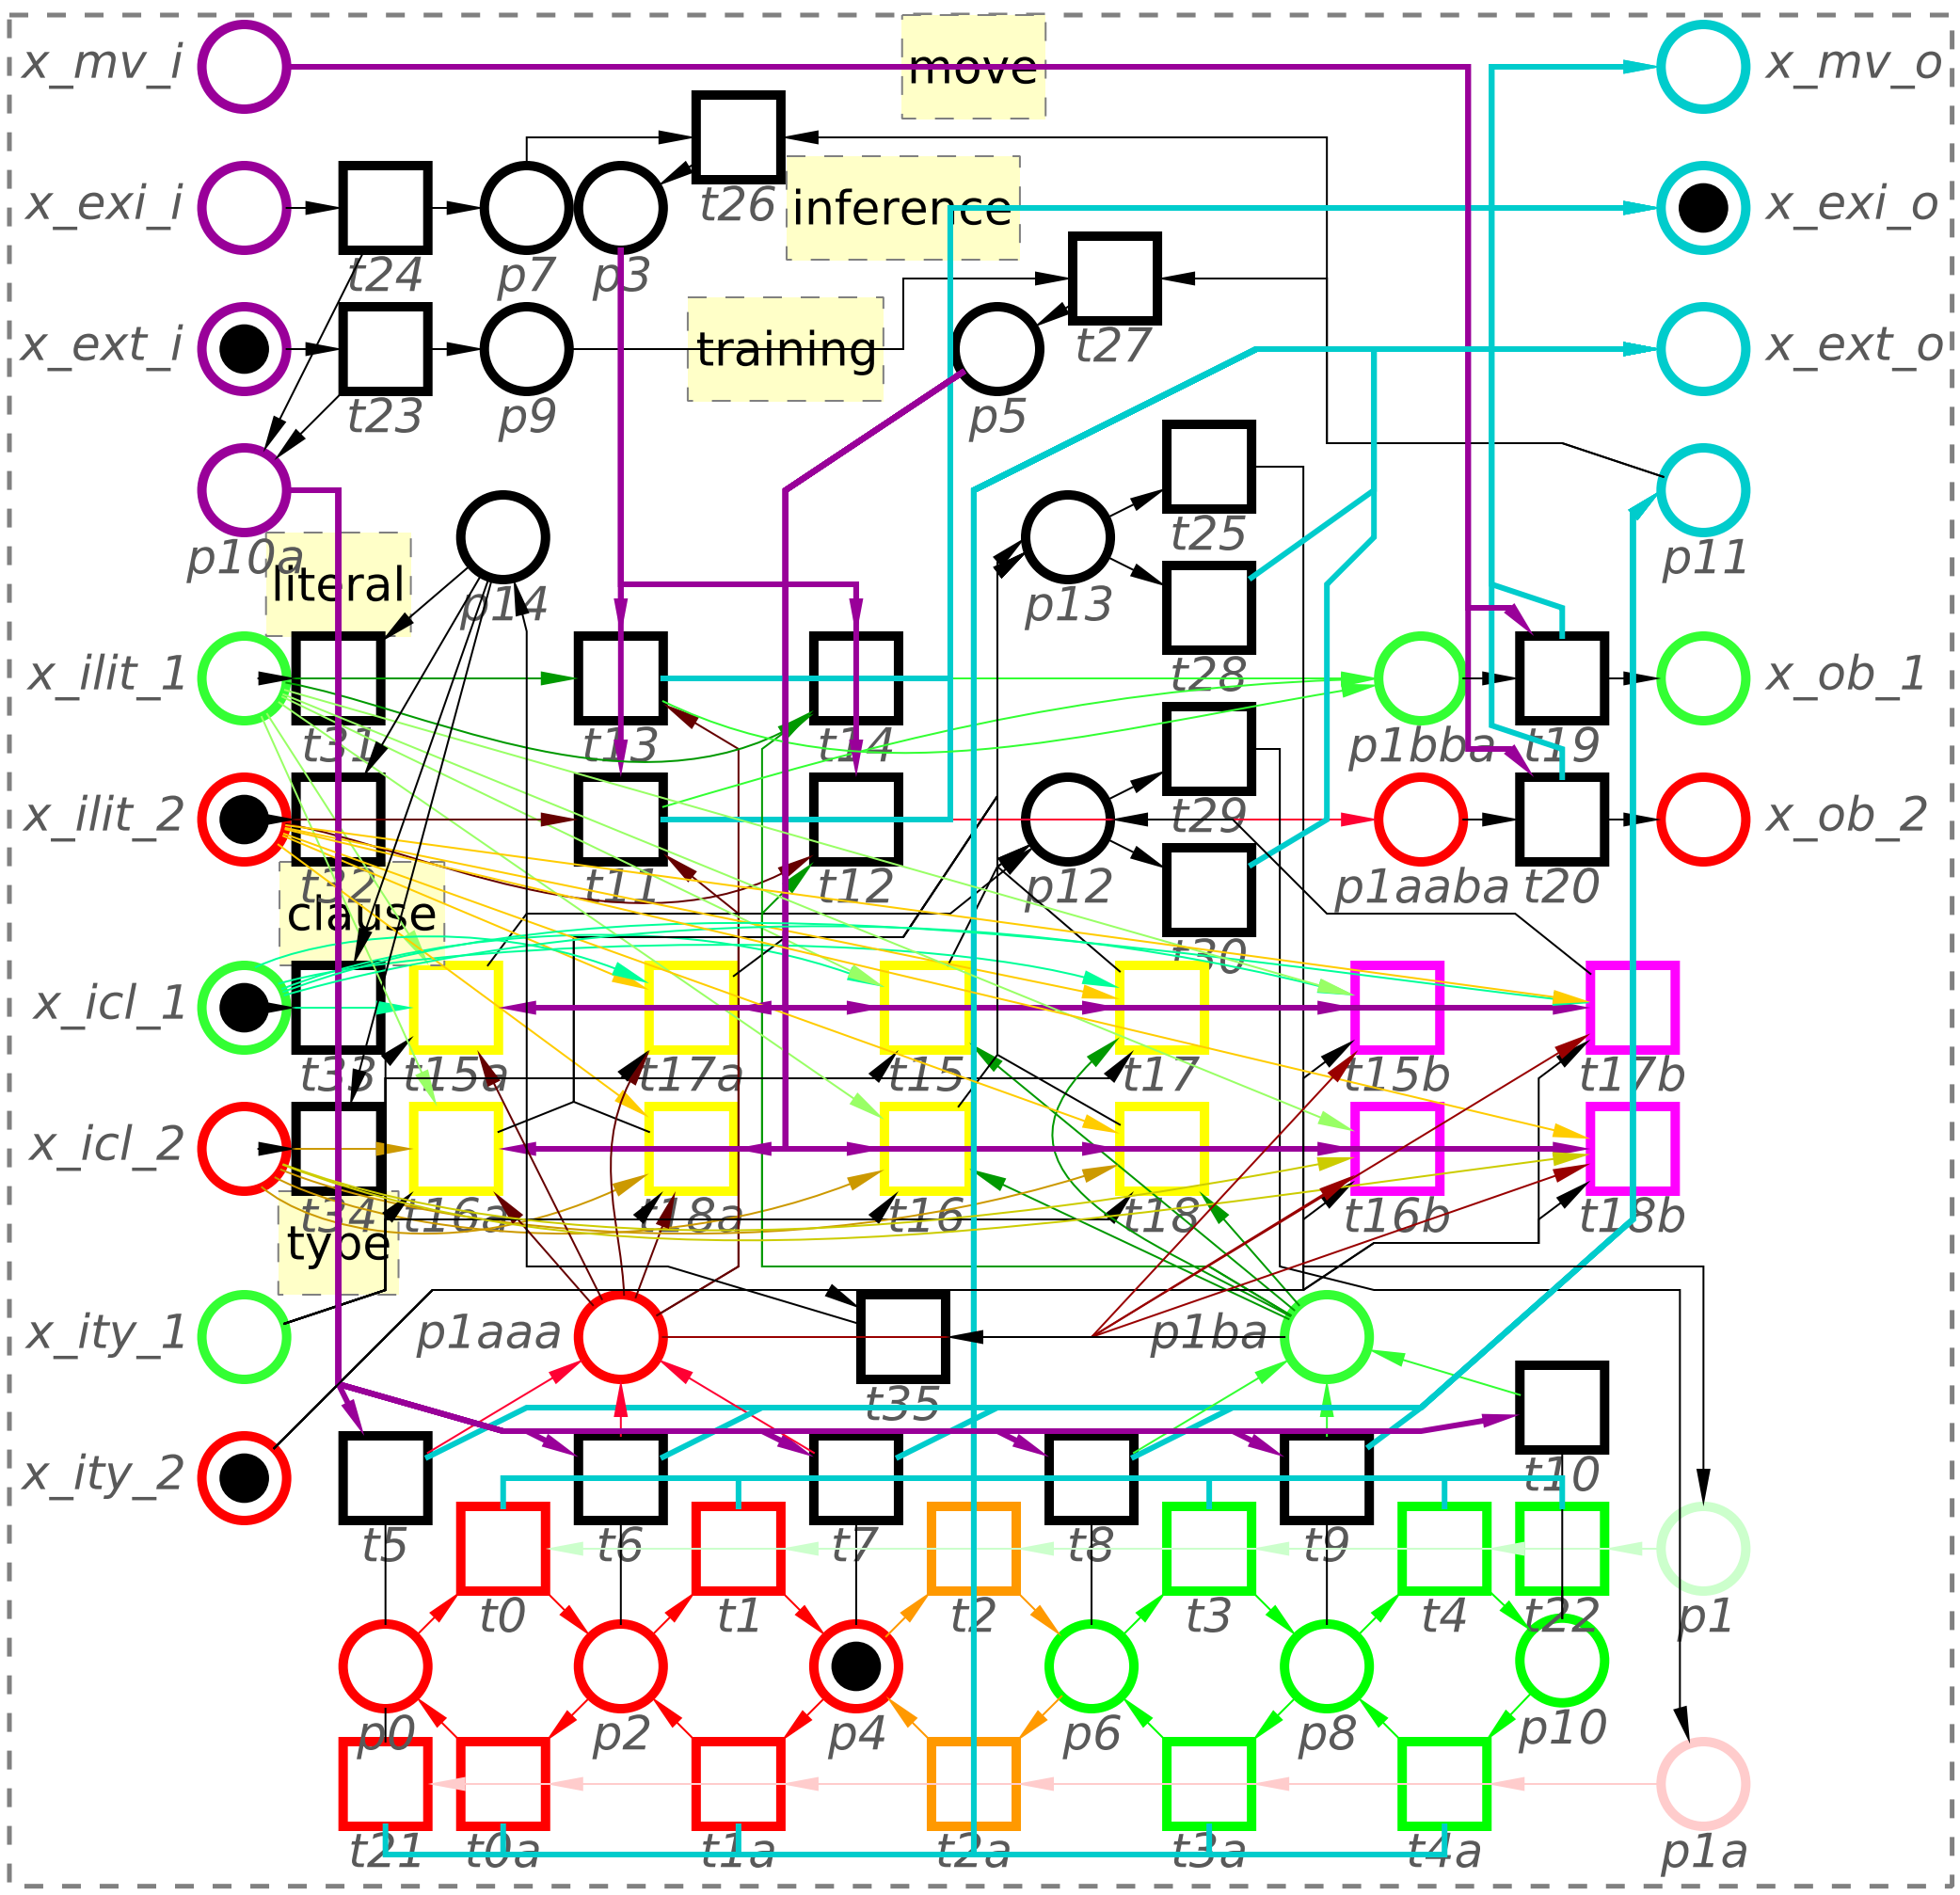 x_mv_i move x_mv_o
x_exi_i t24 p7 p3 t26 inference x_exi_o
x_ext_i t23 p9 training p5 t27 x_ext_o
p10a literal p14 p13 t25 p11
x_ilit_1 t31 t13 t14 t28 p1bba t19 x_ob_1
x_ilit_2 t32 t11 t12 p12 t29 p1aaba t20 x_ob_2
clause t30
x_icl_1 t33 t15a t17a t15 t17 t15b t17b
x_icl_2 t34 t16a t18a t16 t18 t16b t18b
type
x_ity_1 p1aaa t35 p1ba
x_ity_2 t5 t6 t7 t8 t9 t10
t0 t1 t2 t3 t4 t22 p1
p0 p2 p4 p6 p8 p10
t21 t0a t1a t2a t3a t4a p1a